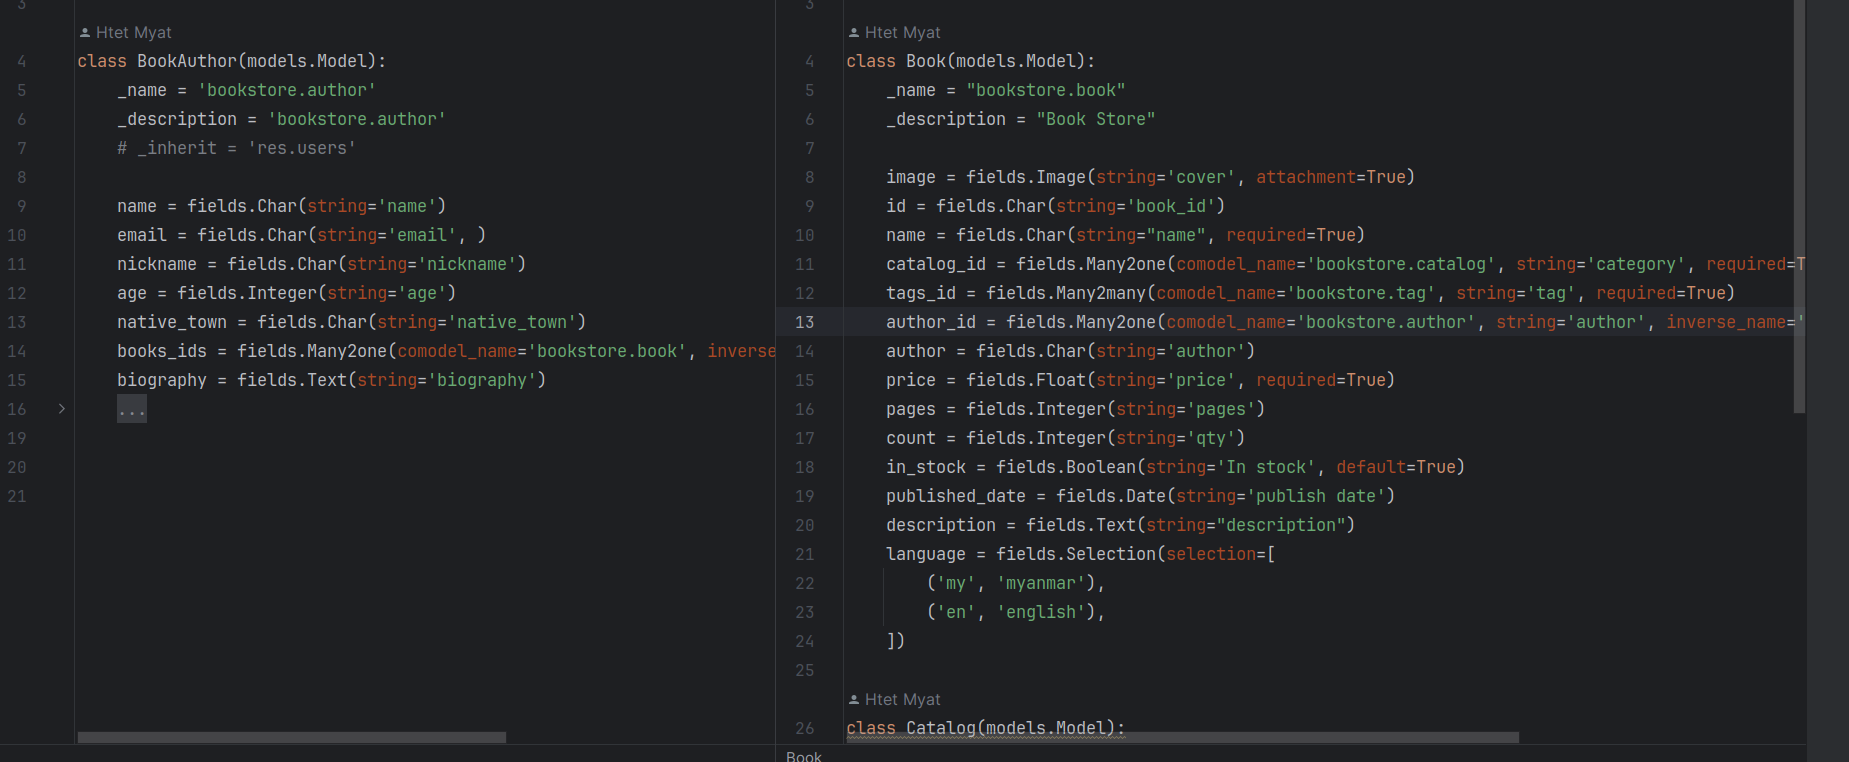 3
Htet Myat
4 class BookAuthor(models.Model):
5 _name = 'bookstore.author'
6 _description = 'bookstore.author'
7 # _inherit = 'res.users'
8
9 name = fields.Char(string='name')
10 email = fields.Char(string='email', )
11 nickname = fields.Char(string='nickname')
12 age = fields.Integer(string='age')
13 native_town = fields.Char(string='native_town')
14 books_ids = fields.Many2one(comodel_name='bookstore.book', inverse
15 biography = fields.Text(string='biography')
16 ...
19
20
21
3
Htet Myat
4 class Book(models.Model):
5 _name = "bookstore.book"
6 _description = "Book Store"
7
8 image = fields.Image(string='cover', attachment=True)
9 id = fields.Char(string='book_id')
10 name = fields.Char(string="name", required=True)
11 catalog_id = fields.Many2one(comodel_name='bookstore.catalog', string='category', required=T
12 tags_id = fields.Many2many(comodel_name='bookstore.tag', string='tag', required=True)
13 author_id = fields.Many2one(comodel_name='bookstore.author', string='author', inverse_name='
14 author = fields.Char(string='author')
15 price = fields.Float(string='price', required=True)
16 pages = fields.Integer(string='pages')
17 count = fields.Integer(string='qty')
18 in_stock = fields.Boolean(string='In stock', default=True)
19 published_date = fields.Date(string='publish date')
20 description = fields.Text(string="description")
21 language = fields.Selection(selection=[
22 ('my', 'myanmar'),
23 ('en', 'english'),
24 ])
25
Htet Myat
26 class Catalog(models.Model):
Book